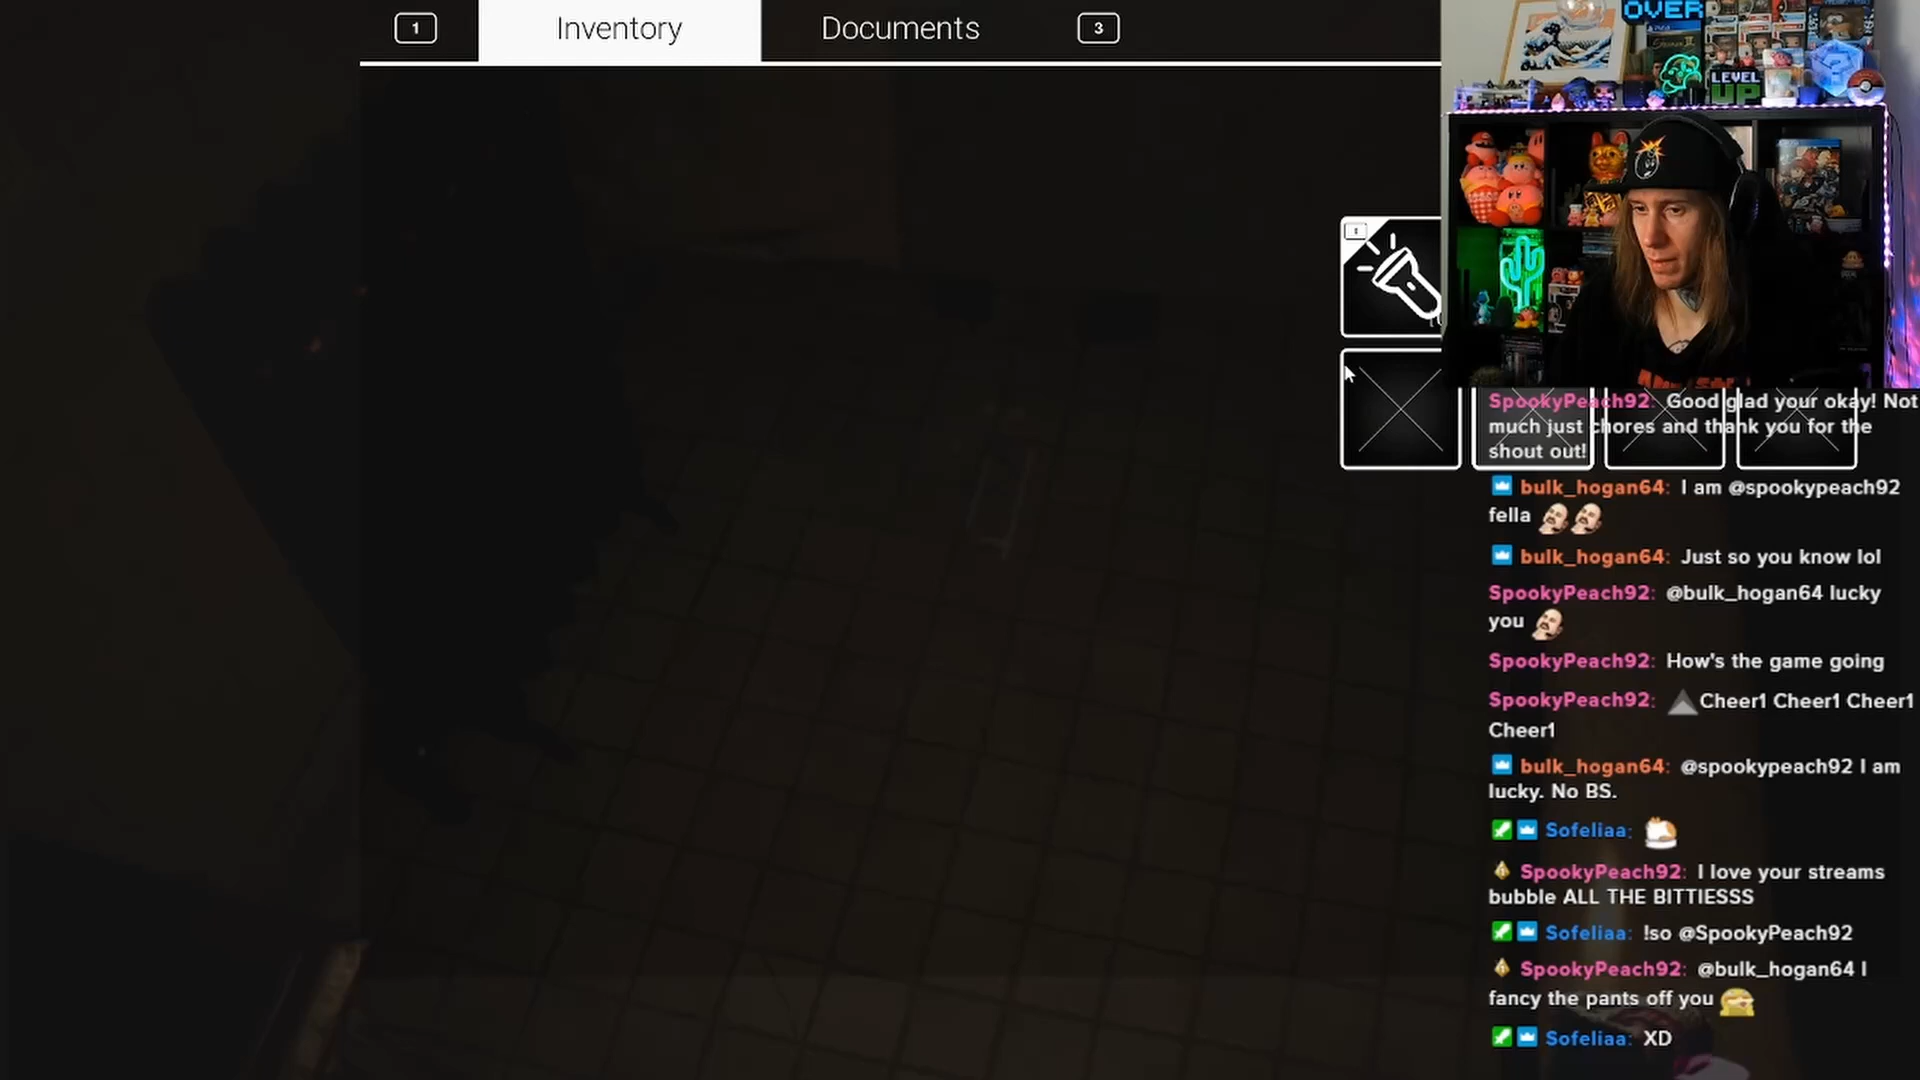 1 Inventory Documents 3
OVER
LEVEL
UP
SpookyPeach92: Good glad your okay! Not
much just chores and thank you for the
shout out!
bulk_hogan64: I am @spookypeach92
fella
bulk_hogan64: Just so you know lol
SpookyPeach92: @bulk_hogan64 lucky
you
SpookyPeach92: How's the game going
SpookyPeach92: Cheer1 Cheer1 Cheer1
Cheer1
bulk_hogan64: @spookypeach92 I am
lucky. No BS.
Sofeliaa:
SpookyPeach92: I love your streams
bubble ALL THE BITTIESSS
Sofeliaa: !so @SpookyPeach92
SpookyPeach92: @bulk_hogan64 I
fancy the pants off you
Sofeliaa: XD